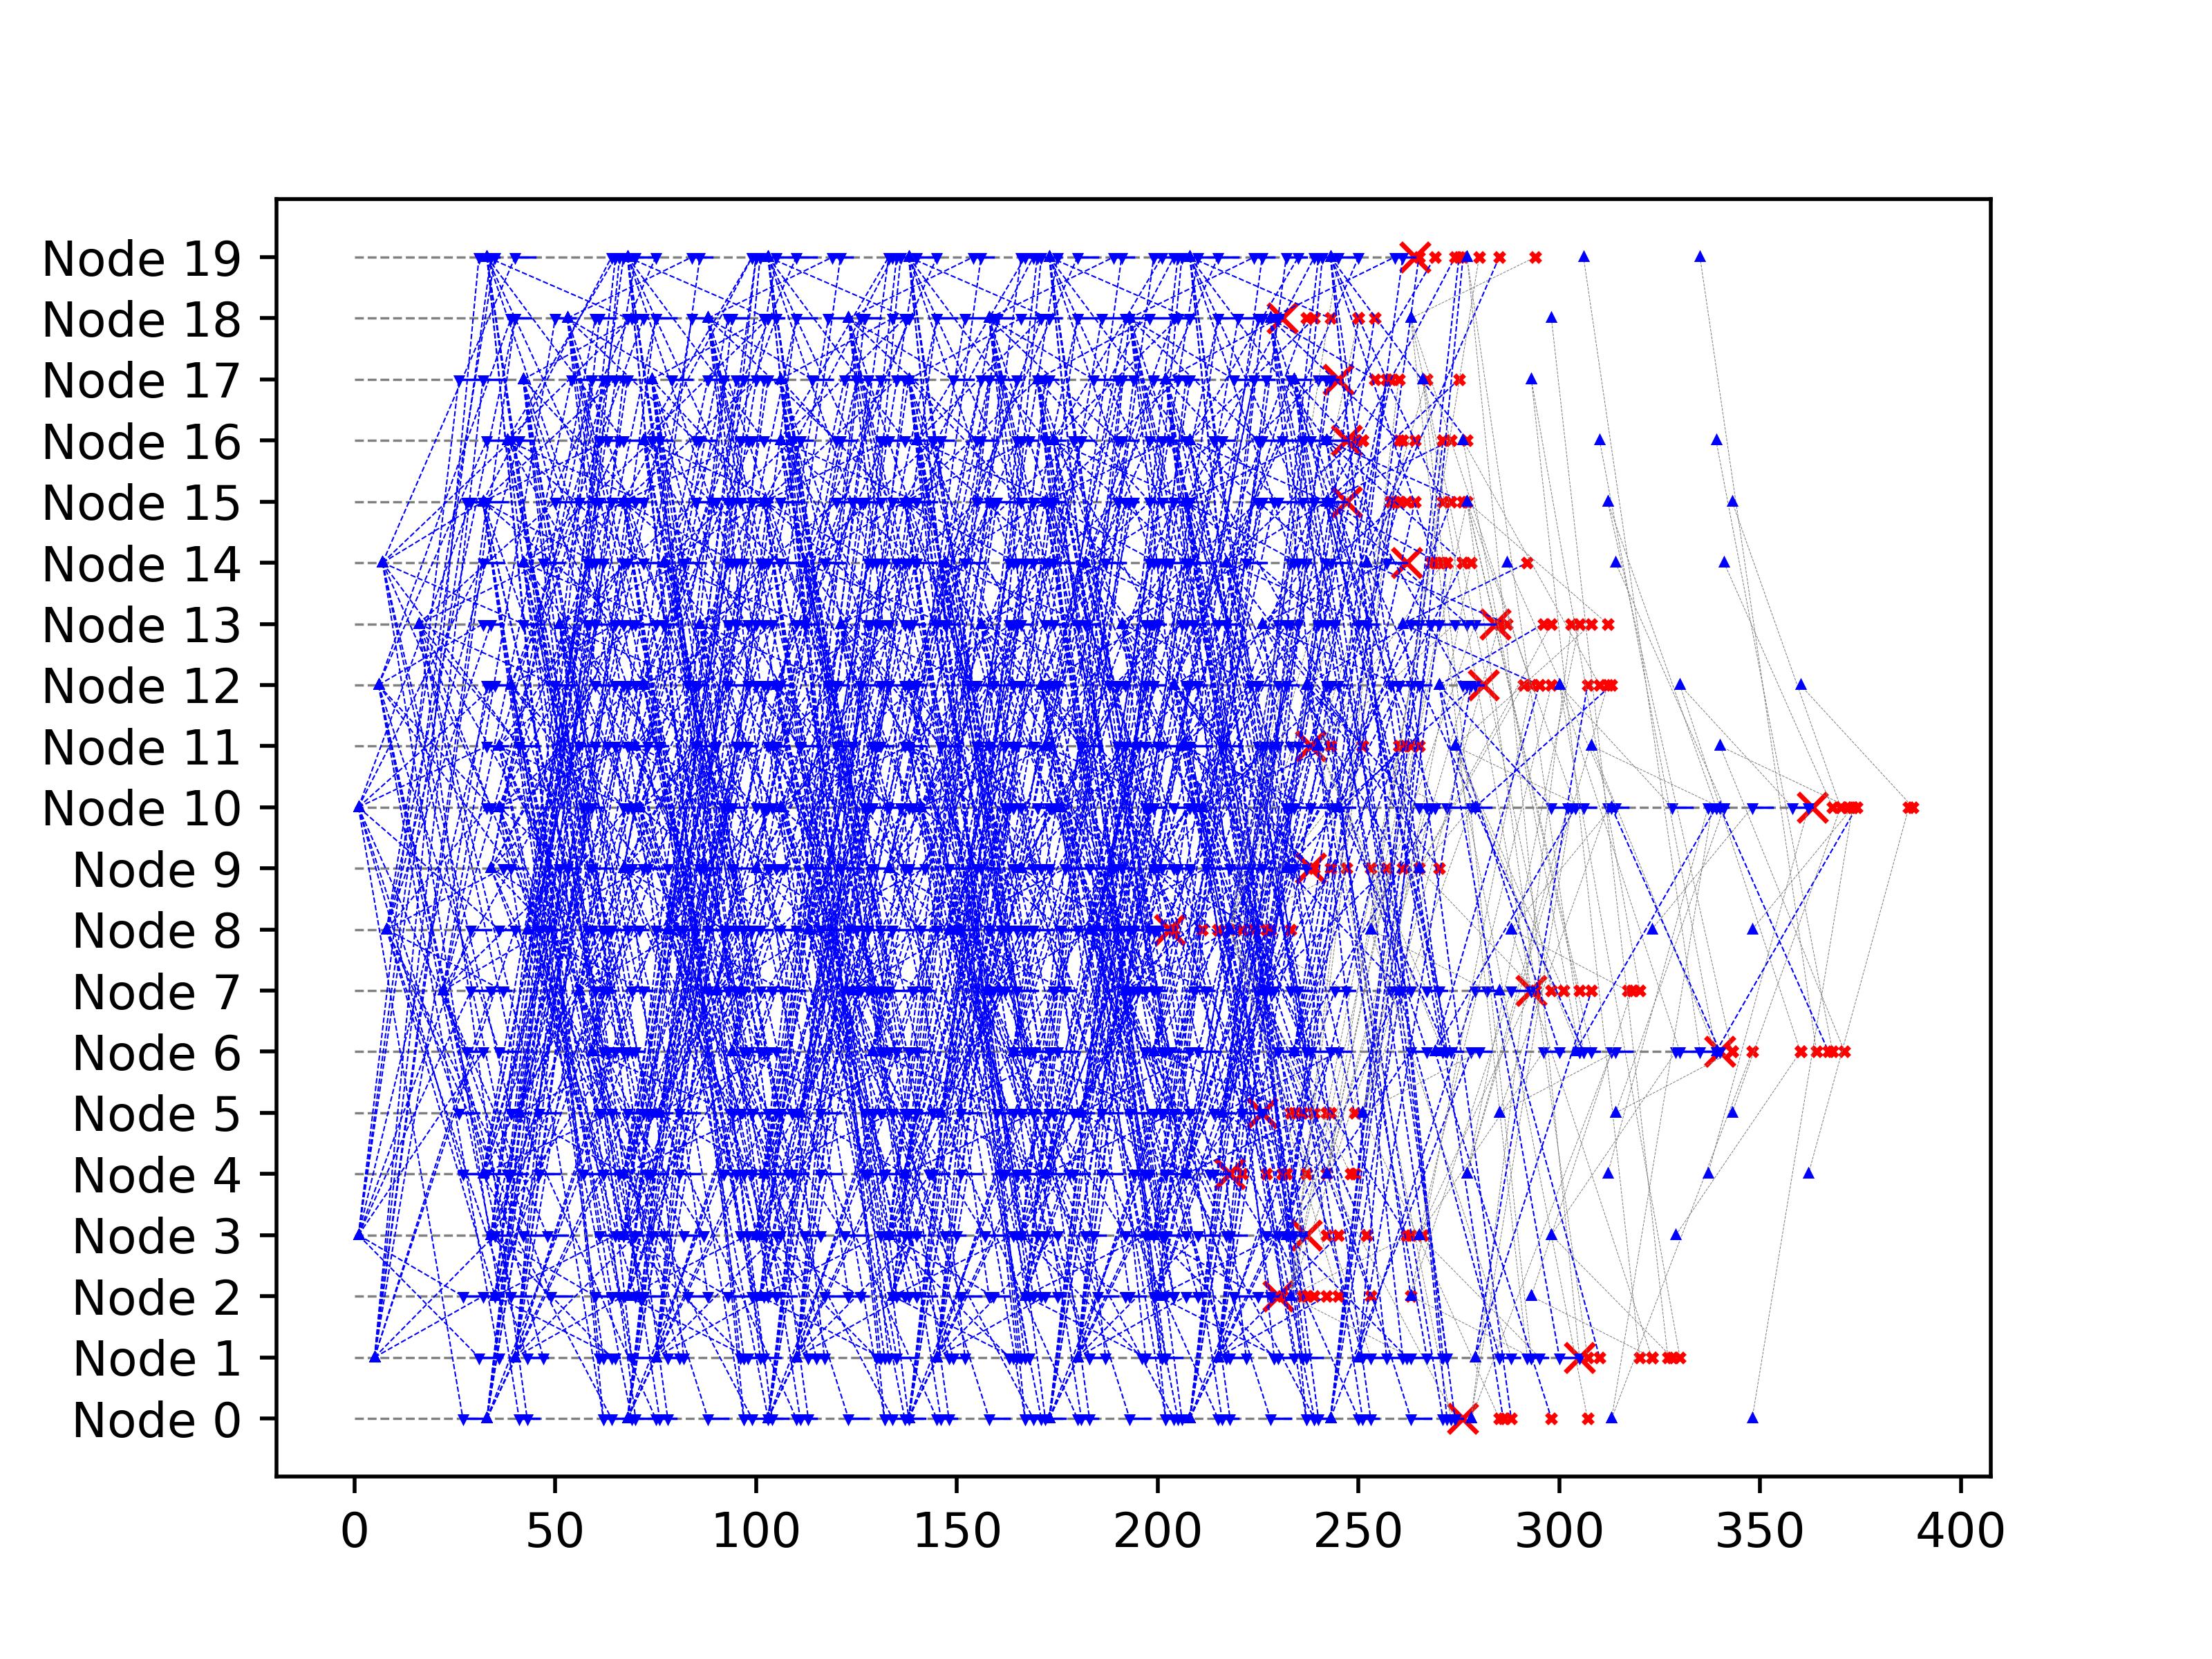 Node 19
Node 18
Node 17
Node 16
Node 15
Node 14
Node 13
Node 12
Node 11
Node 10
Node 9
Node 8
Node 7
Node 6
Node 5
Node 4
Node 3
Node 2
Node 1
Node 0
0 50 100 150 200 250 300 350 400